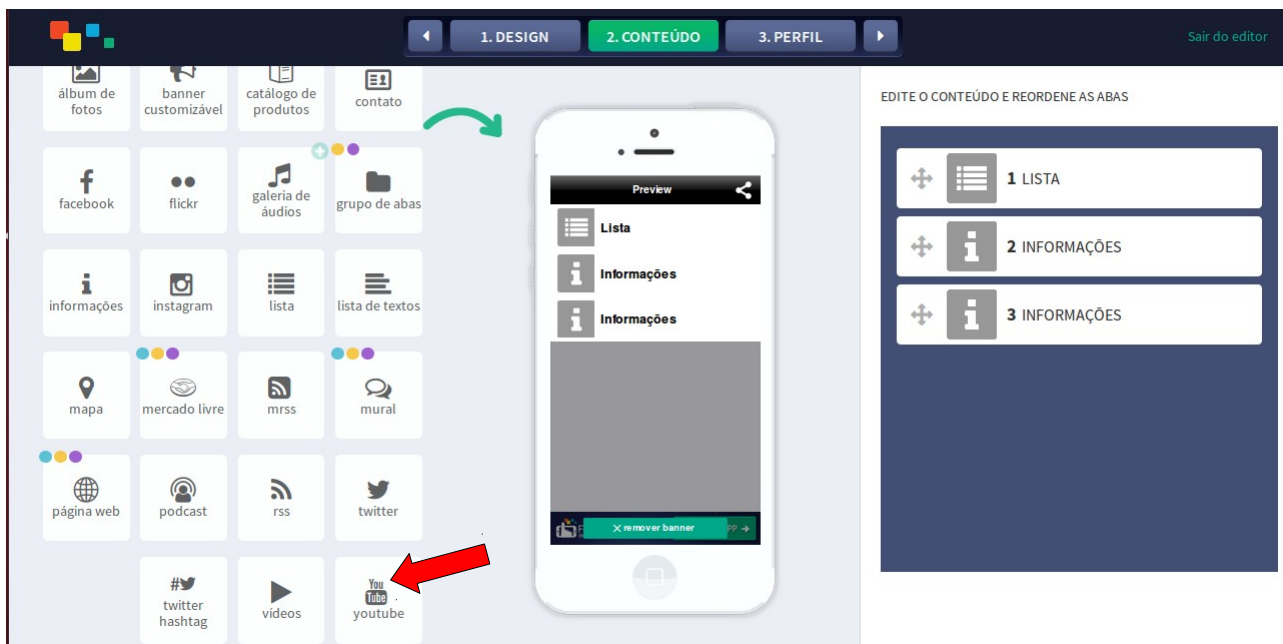 1. DESIGN
2. CONTEÚDO
3. PERFIL
Sair do editor
álbum de
fotos
banner
customizável
catálogo de
produtos
contato
facebook
flickr
galeria de
áudios
grupo de abas
informações
instagram
lista
lista de textos
mapa
mercado livre
mrss
mural
página web
podcast
rss
twitter
#
twitter
hashtag
vídeos
You
Tube
youtube
Preview
Lista
Informações
Informações
remover banner
PP
EDITE O CONTEÚDO E REORDENE AS ABAS
1 LISTA
2 INFORMAÇÕES
3 INFORMAÇÕES